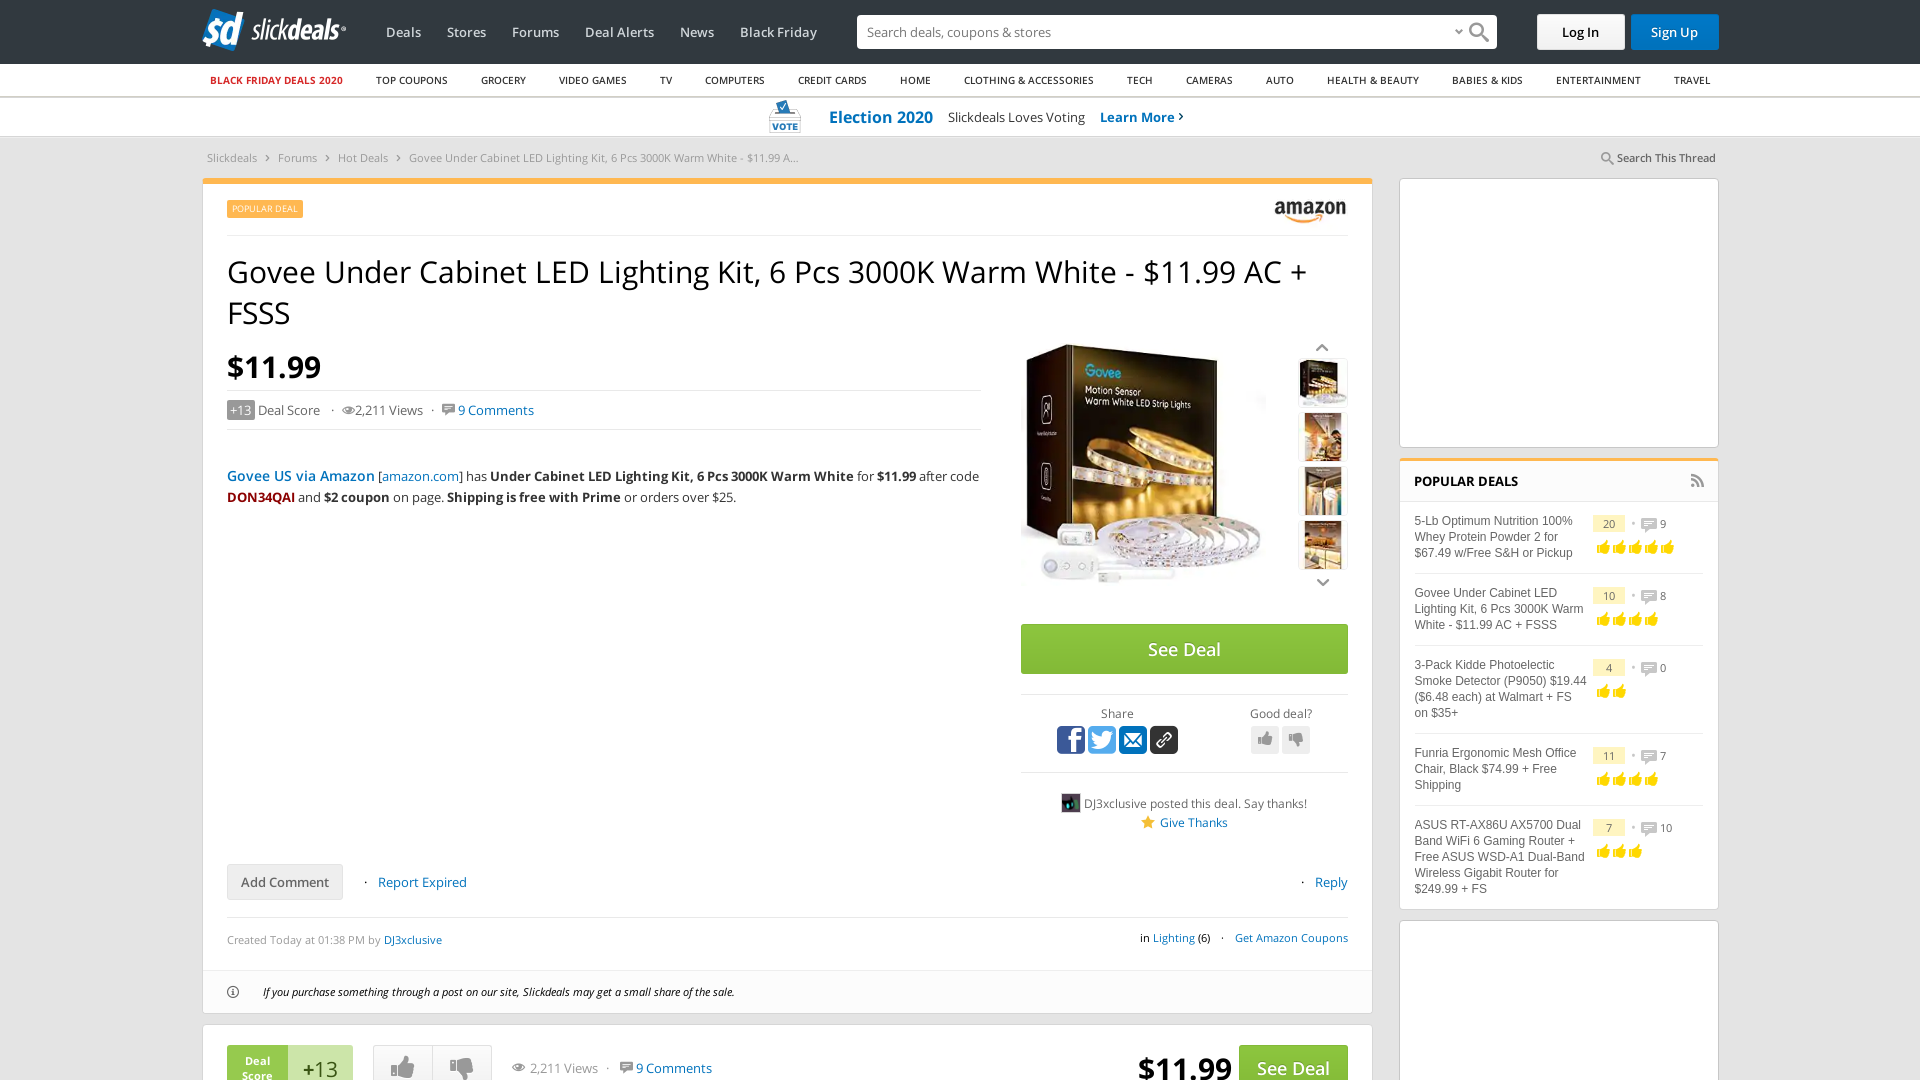 slickdeals
Deals Stores Forums Deal Alerts News Black Friday
Search deals, coupons & shares
Log In Sign Up
BLACK FRIDAY DEALS 2020 TOP COUPONS GROCERY VIDEO GAMES TV COMPUTERS CREDIT CARDS HOME CLOTHING & ACCESSORIES TECH CAMERAS AUTO HEALTH & BEAUTY BABIES & KIDS ENTERTAINMENT TRAVEL
VOTE Election 2020 Slickdeals Loves Voting Learn More ›
Slickdeals › Forums › Hot Deals › Govee Under Cabinet LED Lighting Kit, 6 Pcs 3000K Warm White - $11.99 A...
Search This Thread
POPULAR DEAL
amazon
Govee Under Cabinet LED Lighting Kit, 6 Pcs 3000K Warm White - $11.99 AC +
FSSS
$11.99
+13 Deal Score · 2,211 Views · 9 Comments
Govee US via Amazon [amazon.com] has Under Cabinet LED Lighting Kit, 6 Pcs 3000K Warm White for $11.99 after code
DON34QAI and $2 coupon on page. Shipping is free with Prime or orders over $25.
Govee
Motion Sensor
Warm White LED Strip Lights
See Deal
Share
Good deal?
DJ3xclusive posted this deal. Say thanks!
Give Thanks
Add Comment · Report Expired
· Reply
Created Today at 01:38 PM by DJ3xclusive
in Lighting (6) · Get Amazon Coupons
If you purchase something through a post on our site, Slickdeals may get a small share of the sale.
Deal
Score
+13
2,211 Views · 9 Comments
$11.99
See Deal
POPULAR DEALS
5-Lb Optimum Nutrition 100%
Whey Protein Powder 2 for
$67.49 w/Free S&H or Pickup
20 · 9
Govee Under Cabinet LED
Lighting Kit, 6 Pcs 3000K Warm
White - $11.99 AC + FSSS
10 · 8
3-Pack Kidde Photoelectic
Smoke Detector (P9050) $19.44
($6.48 each) at Walmart + FS
on $35+
4 · 0
Funria Ergonomic Mesh Office
Chair, Black $74.99 + Free
Shipping
11 · 7
ASUS RT-AX86U AX5700 Dual
Band WiFi 6 Gaming Router +
Free ASUS WSD-A1 Dual-Band
Wireless Gigabit Router for
$249.99 + FS
7 · 10